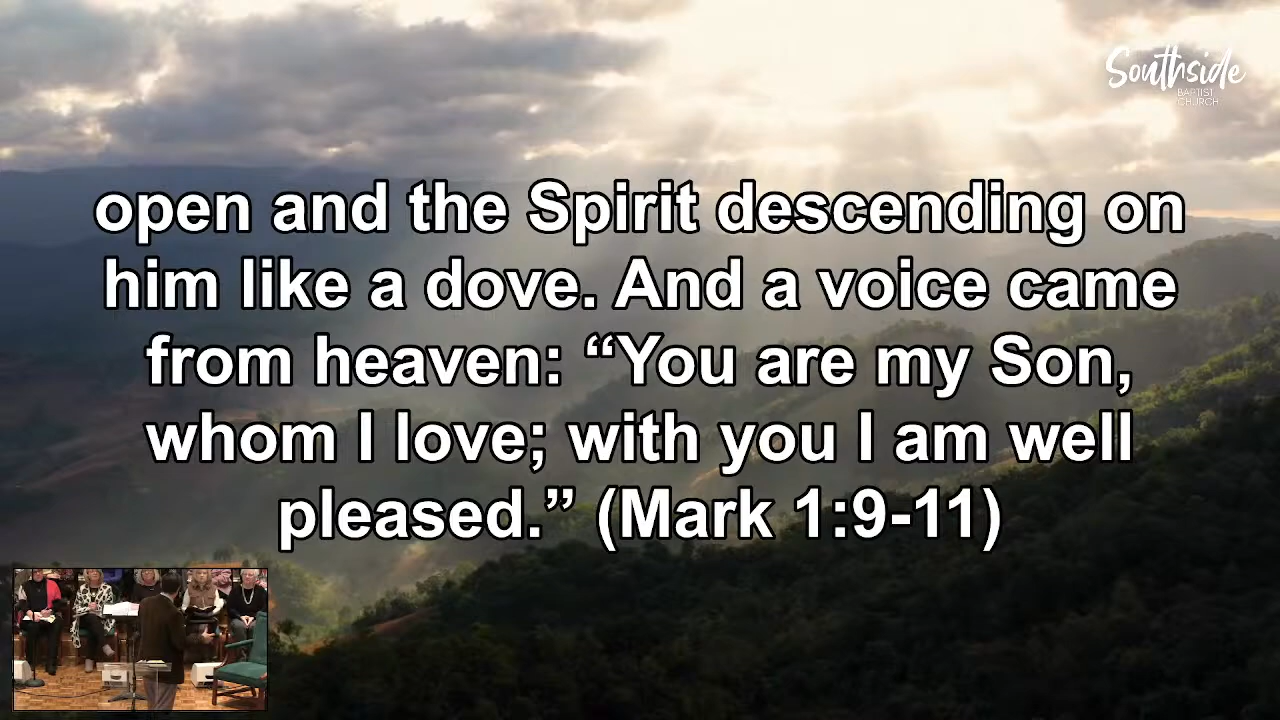 Southside
BAPTIST
CHURCH
open and the Spirit descending on
him like a dove. And a voice came
from heaven: “You are my Son,
whom I love; with you I am well
pleased.” (Mark 1:9-11)